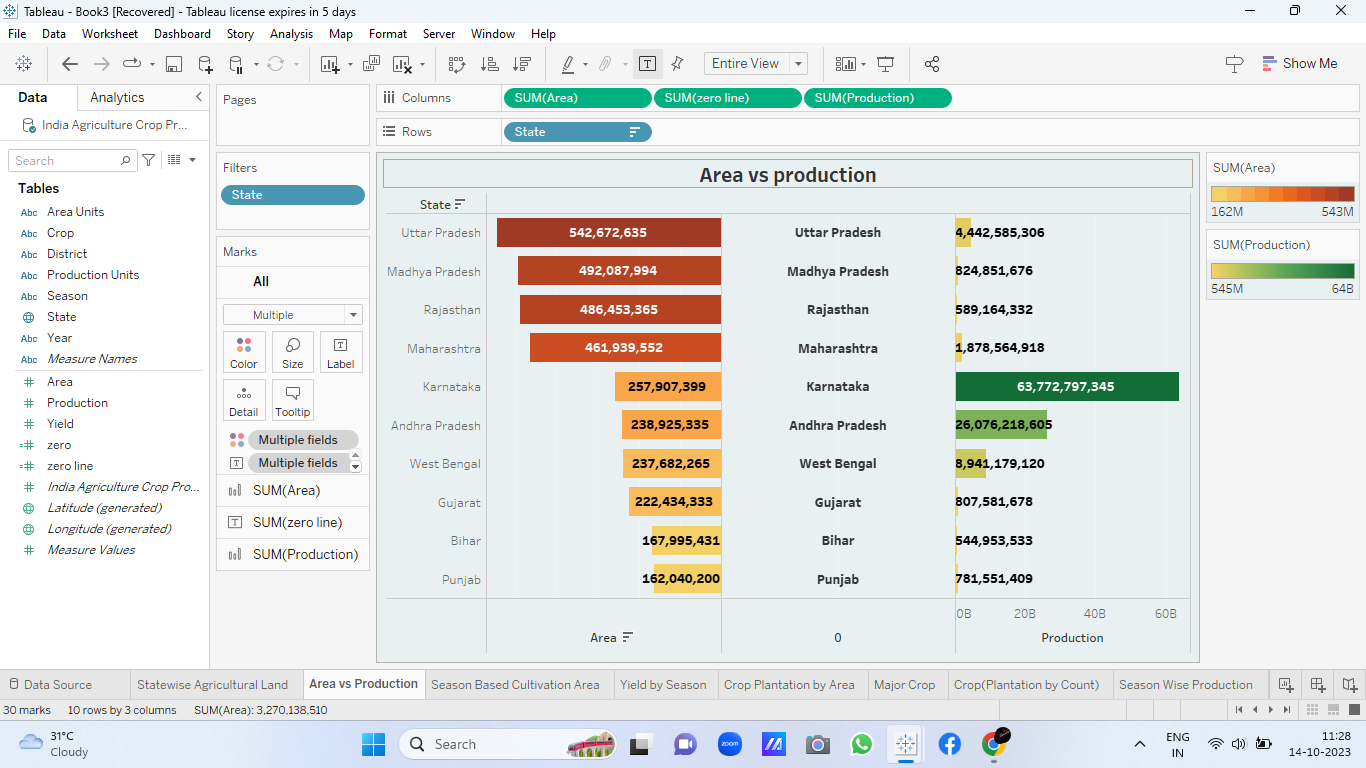 Tableau - Book3 [Recovered] - Tableau license expires in 5 days
File Data Worksheet Dashboard Story Analysis Map Format Server Window Help
Entire View
Show Me
Data Analytics
India Agriculture Crop Pr...
Search
Tables
Abc Area Units
Abc Crop
Abc District
Abc Production Units
Abc Season
State
Abc Year
Abc Measure Names
Area
Production
Yield
zero
zero line
India Agriculture Crop Pro...
Latitude (generated)
Longitude (generated)
Measure Values
Pages
Filters
State
Marks
All
Multiple
Color Size Label
Detail Tooltip
Multiple fields
Multiple fields
SUM(Area)
SUM(zero line)
SUM(Production)
Columns SUM(Area) SUM(zero line) SUM(Production)
Rows State
Area vs production
State
Uttar Pradesh 542,672,635 Uttar Pradesh 4,442,585,306
Madhya Pradesh 492,087,994 Madhya Pradesh 824,851,676
Rajasthan 486,453,365 Rajasthan 589,164,332
Maharashtra 461,939,552 Maharashtra 1,878,564,918
Karnataka 257,907,399 Karnataka 63,772,797,345
Andhra Pradesh 238,925,335 Andhra Pradesh 26,076,218,605
West Bengal 237,682,265 West Bengal 8,941,179,120
Gujarat 222,434,333 Gujarat 807,581,678
Bihar 167,995,431 Bihar 544,953,533
Punjab 162,040,200 Punjab 781,551,409
0B 20B 40B 60B
Area 0 Production
SUM(Area)
162M 543M
SUM(Production)
545M 64B
Data Source Statewise Agricultural Land Area vs Production Season Based Cultivation Area Yield by Season Crop Plantation by Area Major Crop Crop(Plantation by Count) Season Wise Production
30 marks 10 rows by 3 columns SUM(Area): 3,270,138,510
31°C
Cloudy
Search
zoom
ENG
IN
11:28
14-10-2023